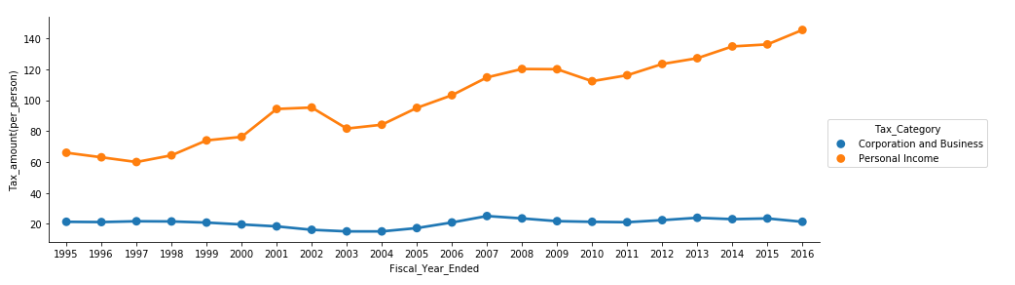 Tax_amount(per_person)
140
120
100
80
60
40
20
1995 1996 1997 1998 1999 2000 2001 2002 2003 2004 2005 2006 2007 2008 2009 2010 2011 2012 2013 2014 2015 2016
Fiscal_Year_Ended
Tax_Category
Corporation and Business
Personal Income